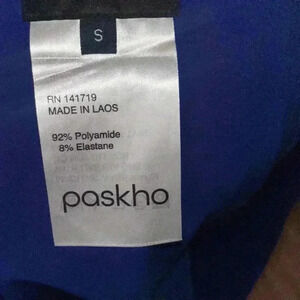 S
RN 141719
MADE IN LAOS
92% Polyamide
8% Elastane
paskho